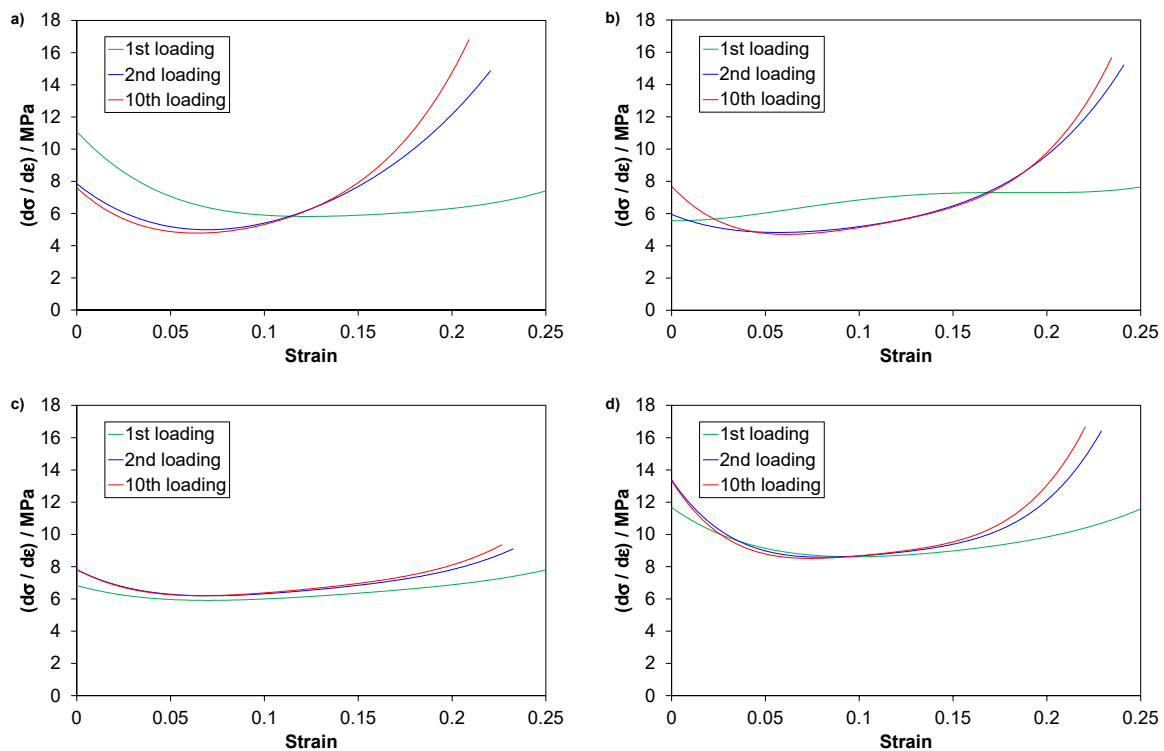 a)
(dσ / dε) / MPa
18
16
14
12
10
8
6
4
2
0
1st loading
2nd loading
10th loading
0 0.05 0.1 0.15 0.2 0.25
Strain
b)
(dσ / dε) / MPa
18
16
14
12
10
8
6
4
2
0
1st loading
2nd loading
10th loading
0 0.05 0.1 0.15 0.2 0.25
Strain
c)
(dσ / dε) / MPa
18
16
14
12
10
8
6
4
2
0
1st loading
2nd loading
10th loading
0 0.05 0.1 0.15 0.2 0.25
Strain
d)
(dσ / dε) / MPa
18
16
14
12
10
8
6
4
2
0
1st loading
2nd loading
10th loading
0 0.05 0.1 0.15 0.2 0.25
Strain